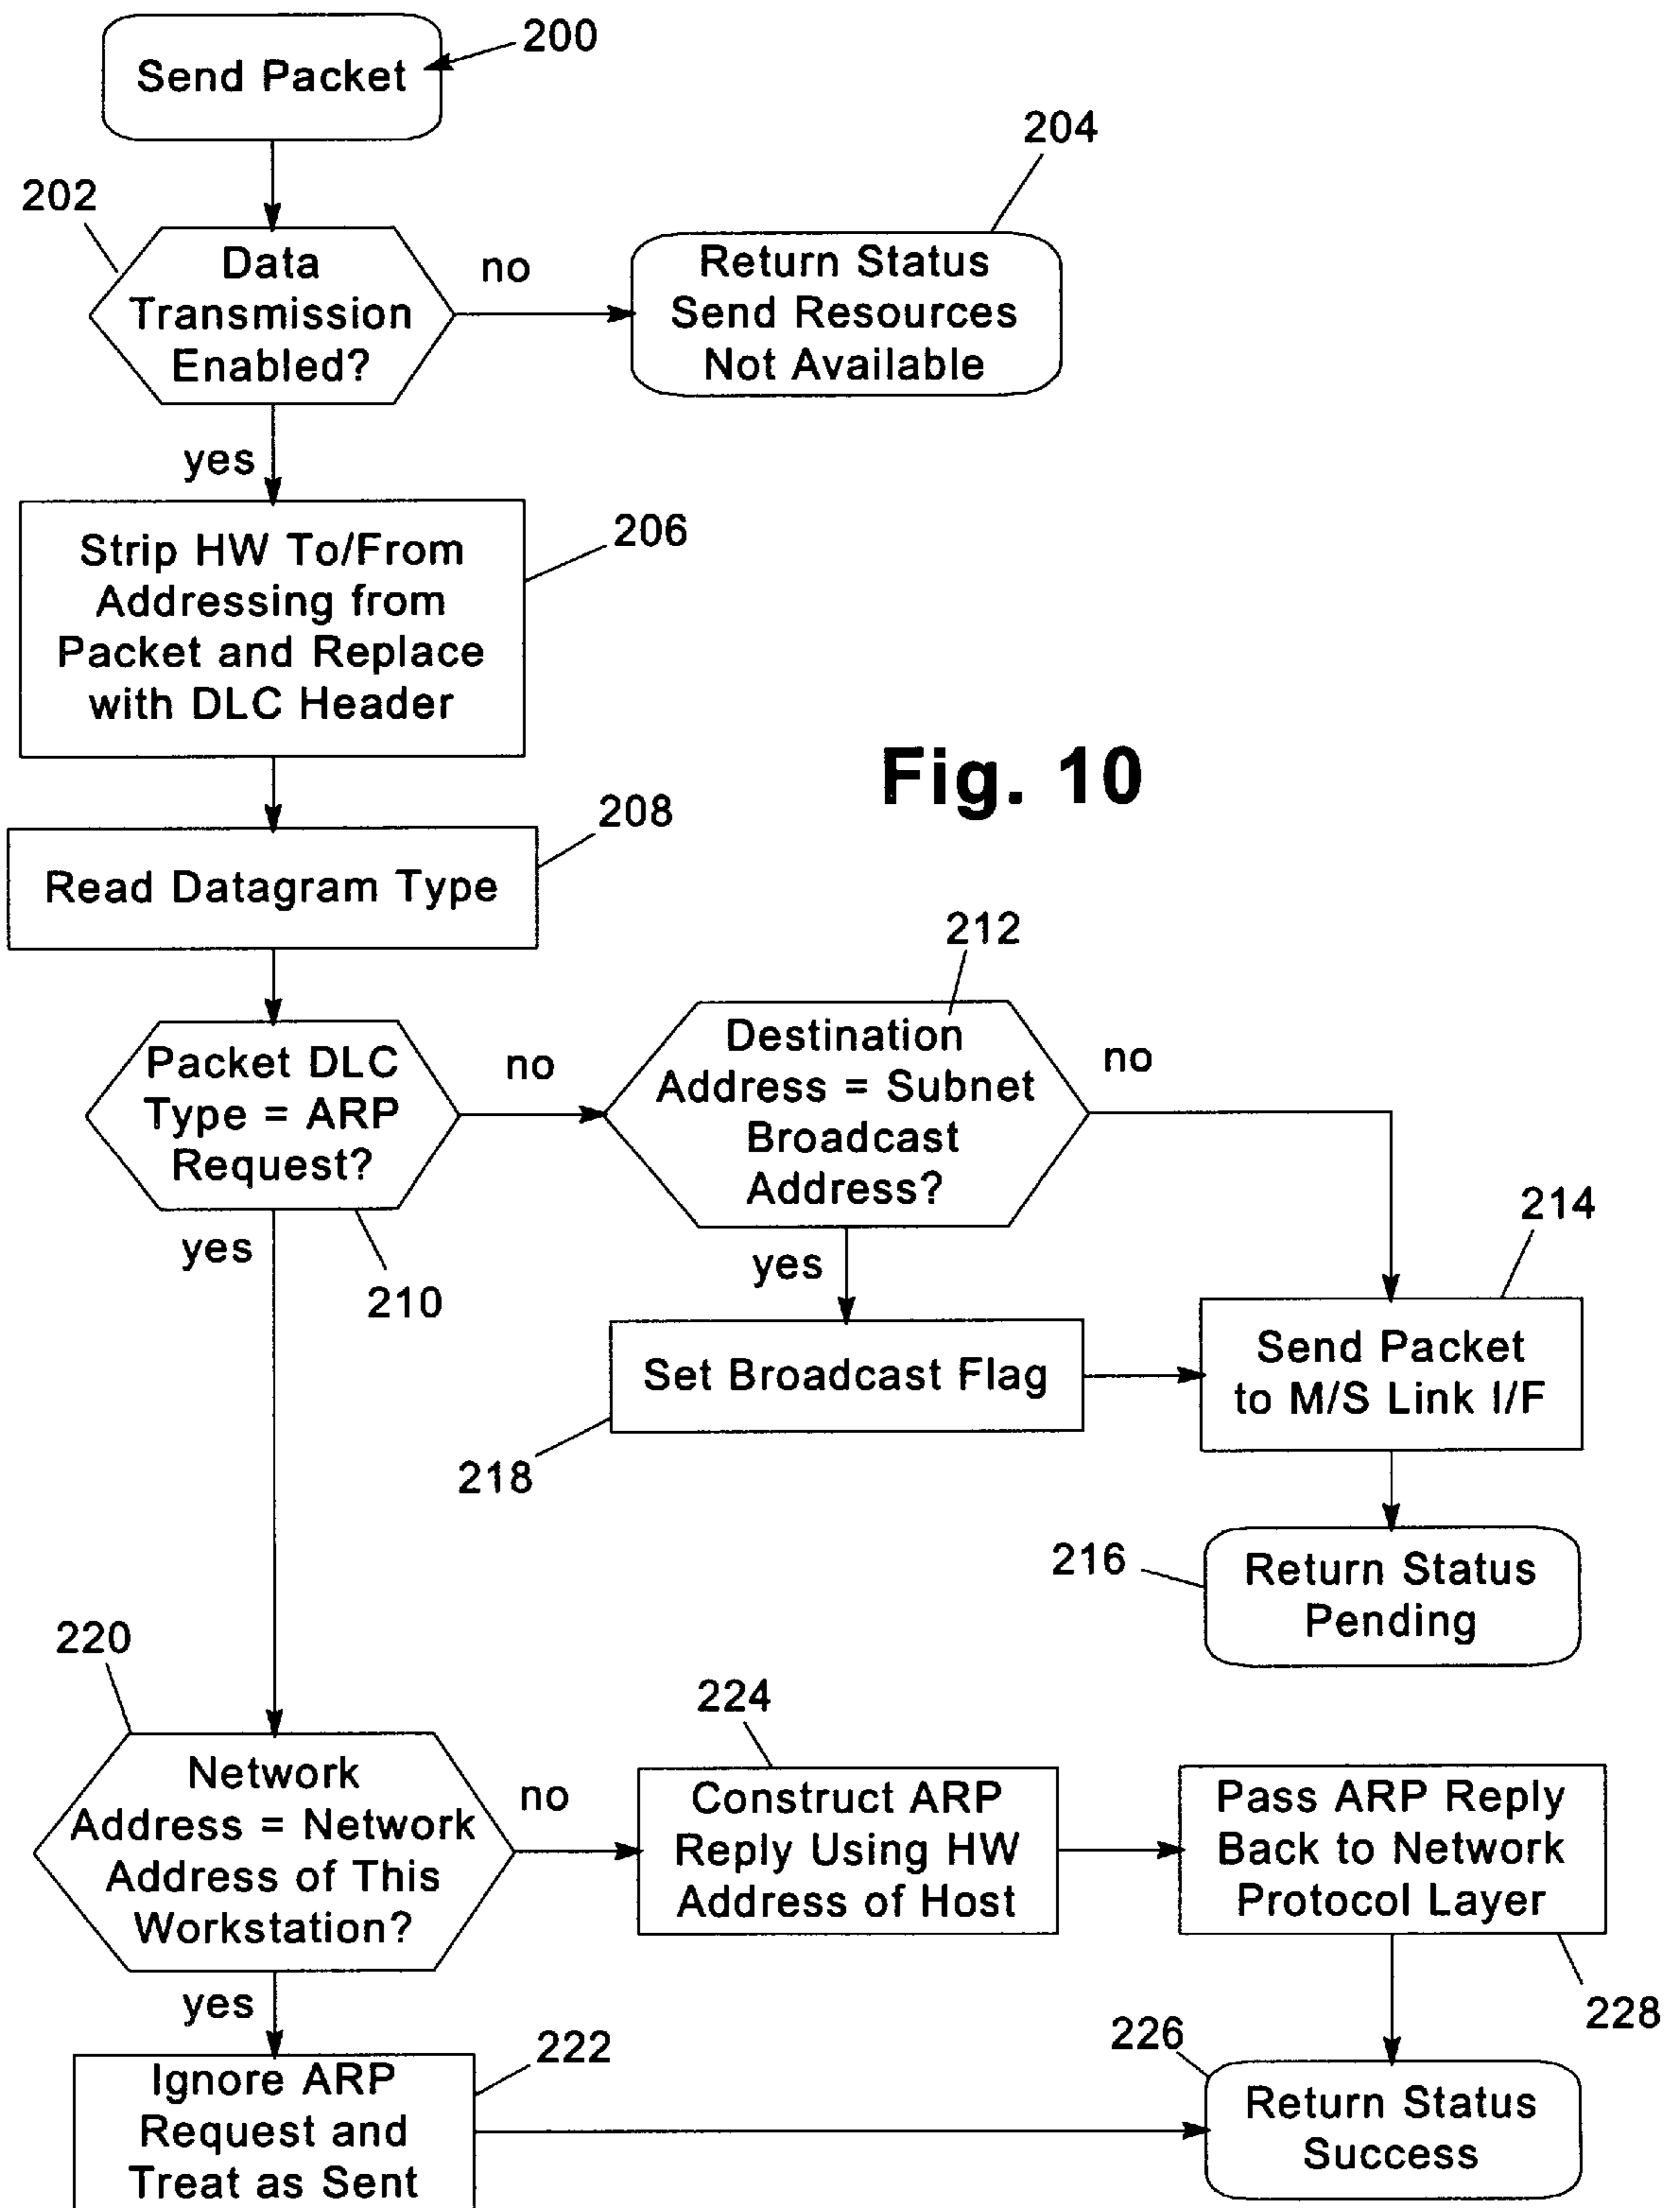 Send Packet
200
202
204
Data
Transmission
Enabled?
no
Return Status
Send Resources
Not Available
yes
Strip HW To/From
Addressing from
Packet and Replace
with DLC Header
206
Fig. 10
208
Read Datagram Type
212
Packet DLC
Type = ARP
Request?
no
Destination
Address = Subnet
Broadcast
Address?
no
yes
210
yes
214
Set Broadcast Flag
218
Send Packet
to M/S Link I/F
216
Return Status
Pending
220
224
Network
Address = Network
Address of This
Workstation?
no
Construct ARP
Reply Using HW
Address of Host
Pass ARP Reply
Back to Network
Protocol Layer
228
yes
222
226
Ignore ARP
Request and
Treat as Sent
Return Status
Success